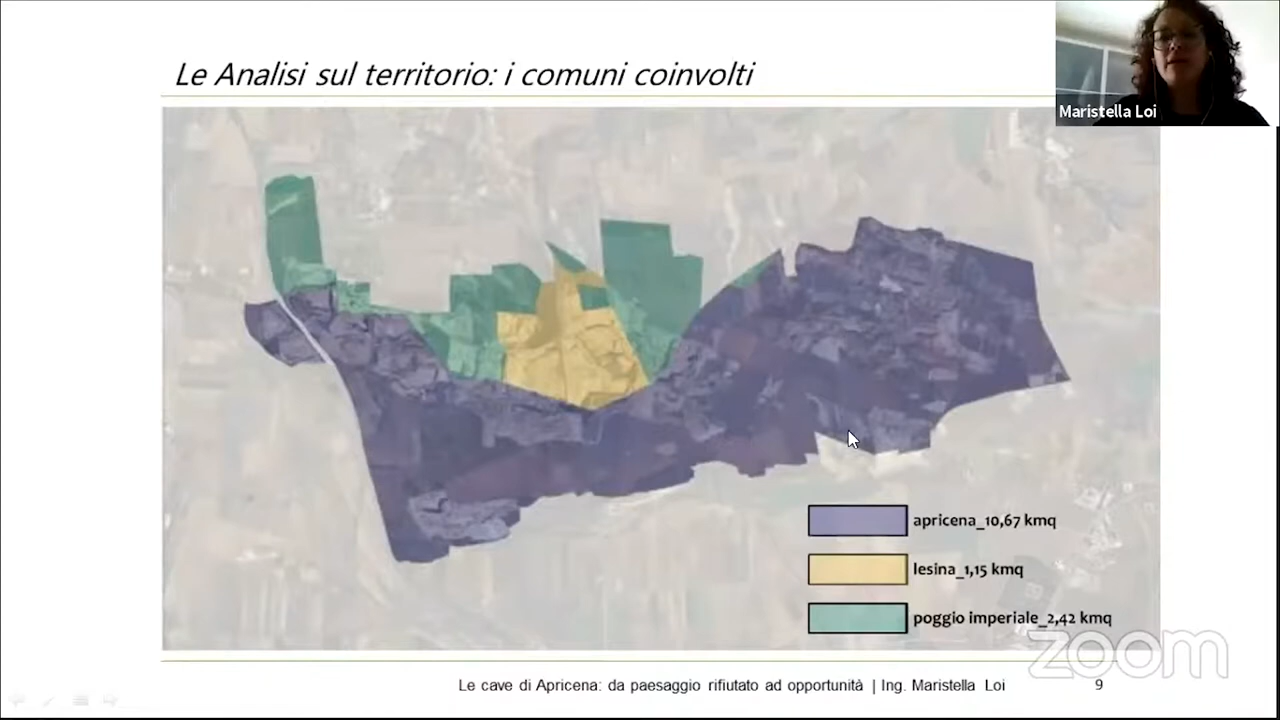 Le Analisi sul territorio: i comuni coinvolti
Maristella Loi
apricena_10,67 kmq
lesina_1,15 kmq
poggio imperiale_2,42 kmq
zoom
Le cave di Apricena: da paesaggio rifiutato ad opportunità | Ing. Maristella Loi
9